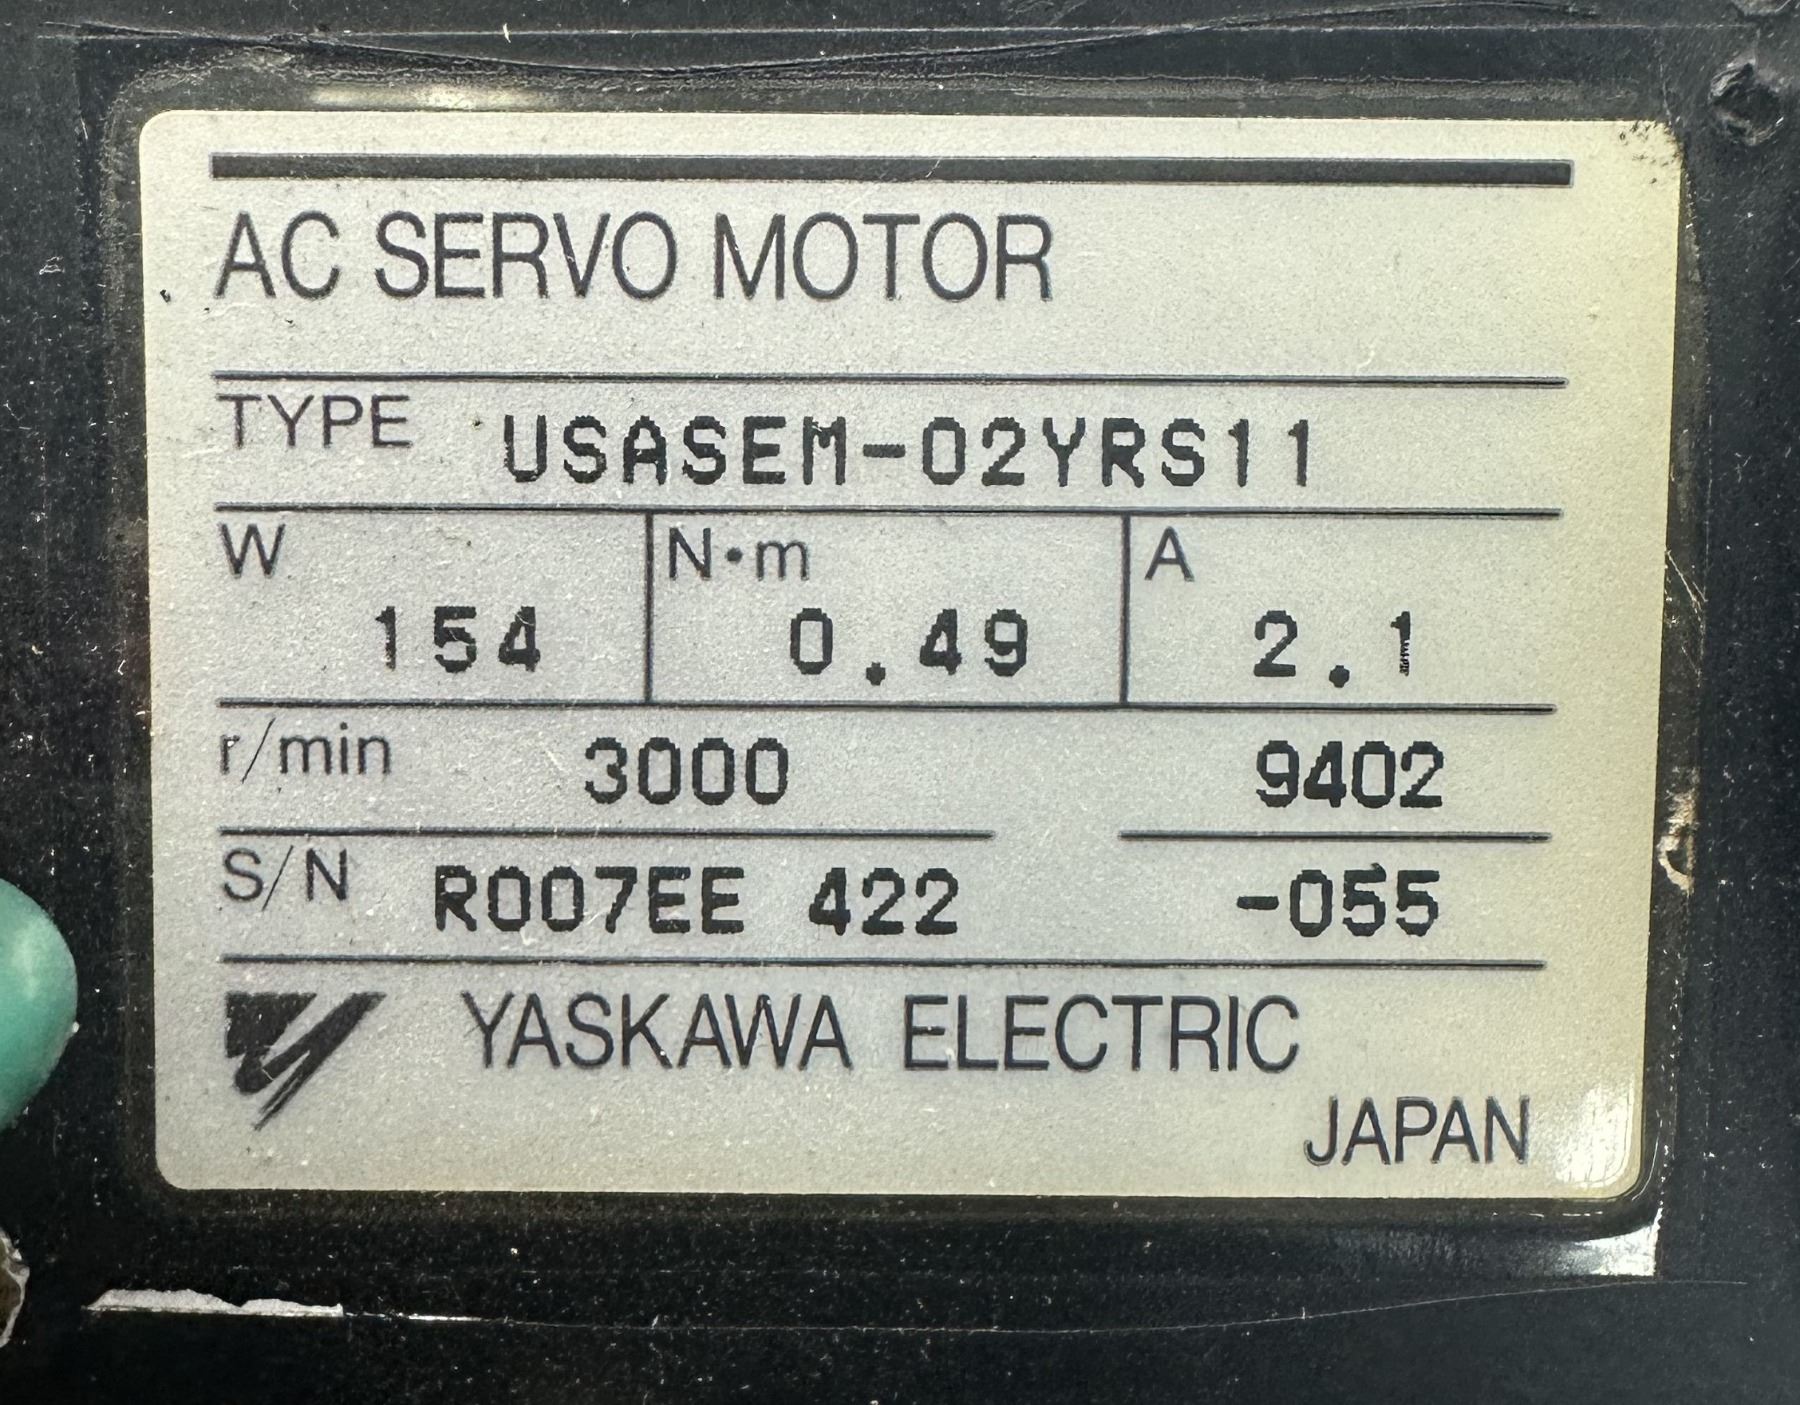 AC SERVO MOTOR
TYPE USASEM-02YRS11
W N·m A
154 0.49 2.1
r/min 3000 9402
S/N R007EE 422 -055
YASKAWA ELECTRIC
JAPAN